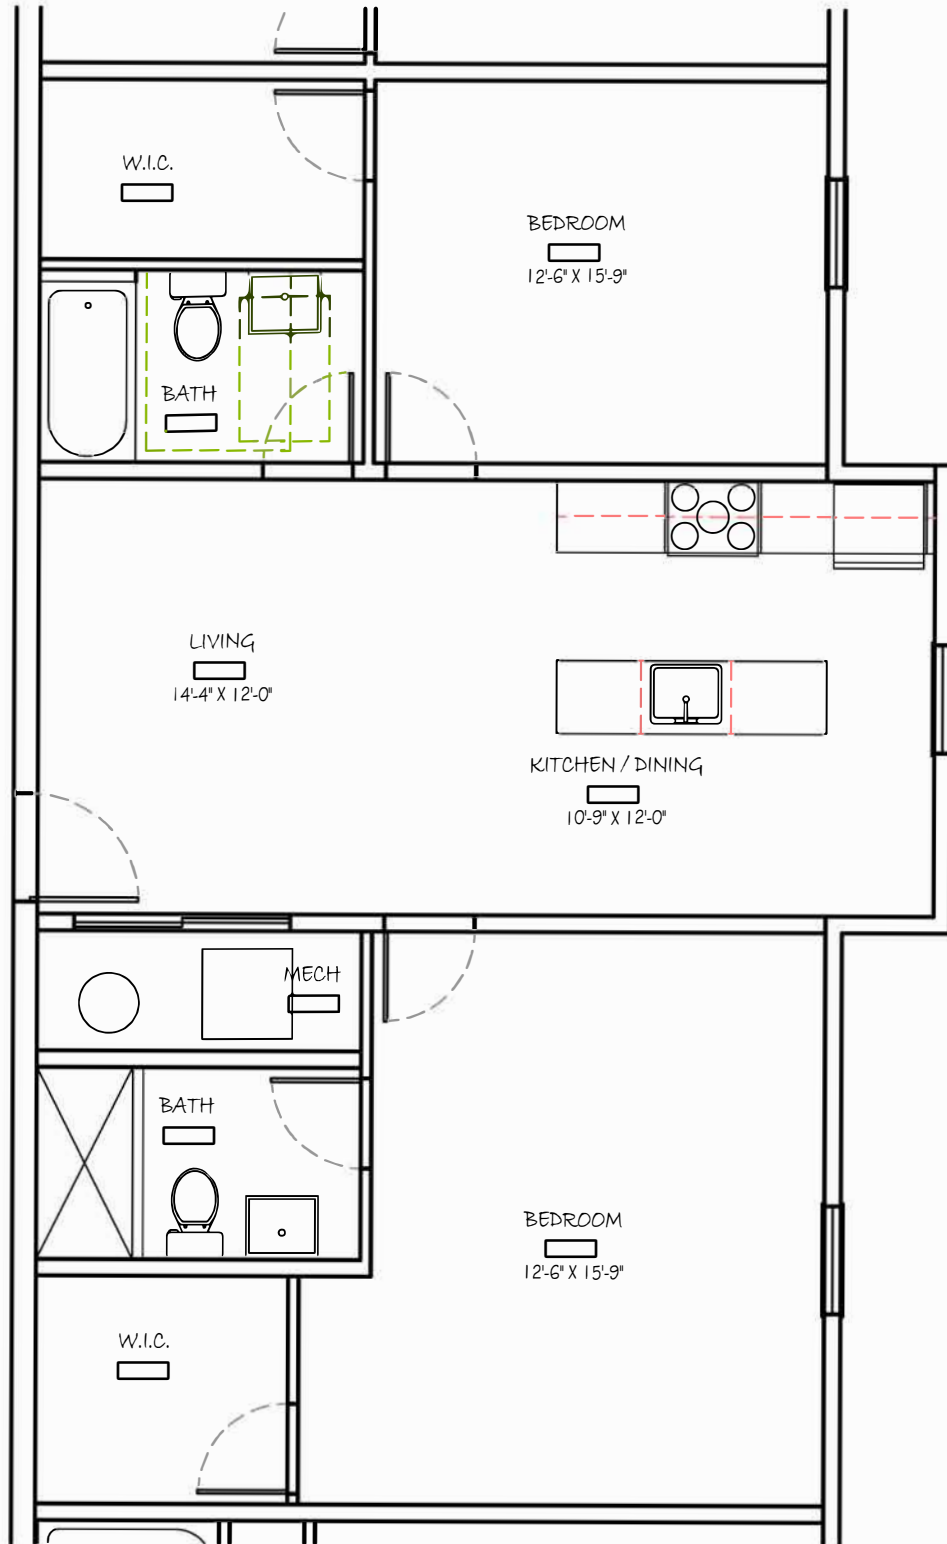 W.I.C.
BEDROOM
12'-6" X 15'-9"
BATH
LIVING
14'-4" X 12'-0"
KITCHEN / DINING
10'-9" X 12'-0"
MECH
BATH
BEDROOM
12'-6" X 15'-9"
W.I.C.